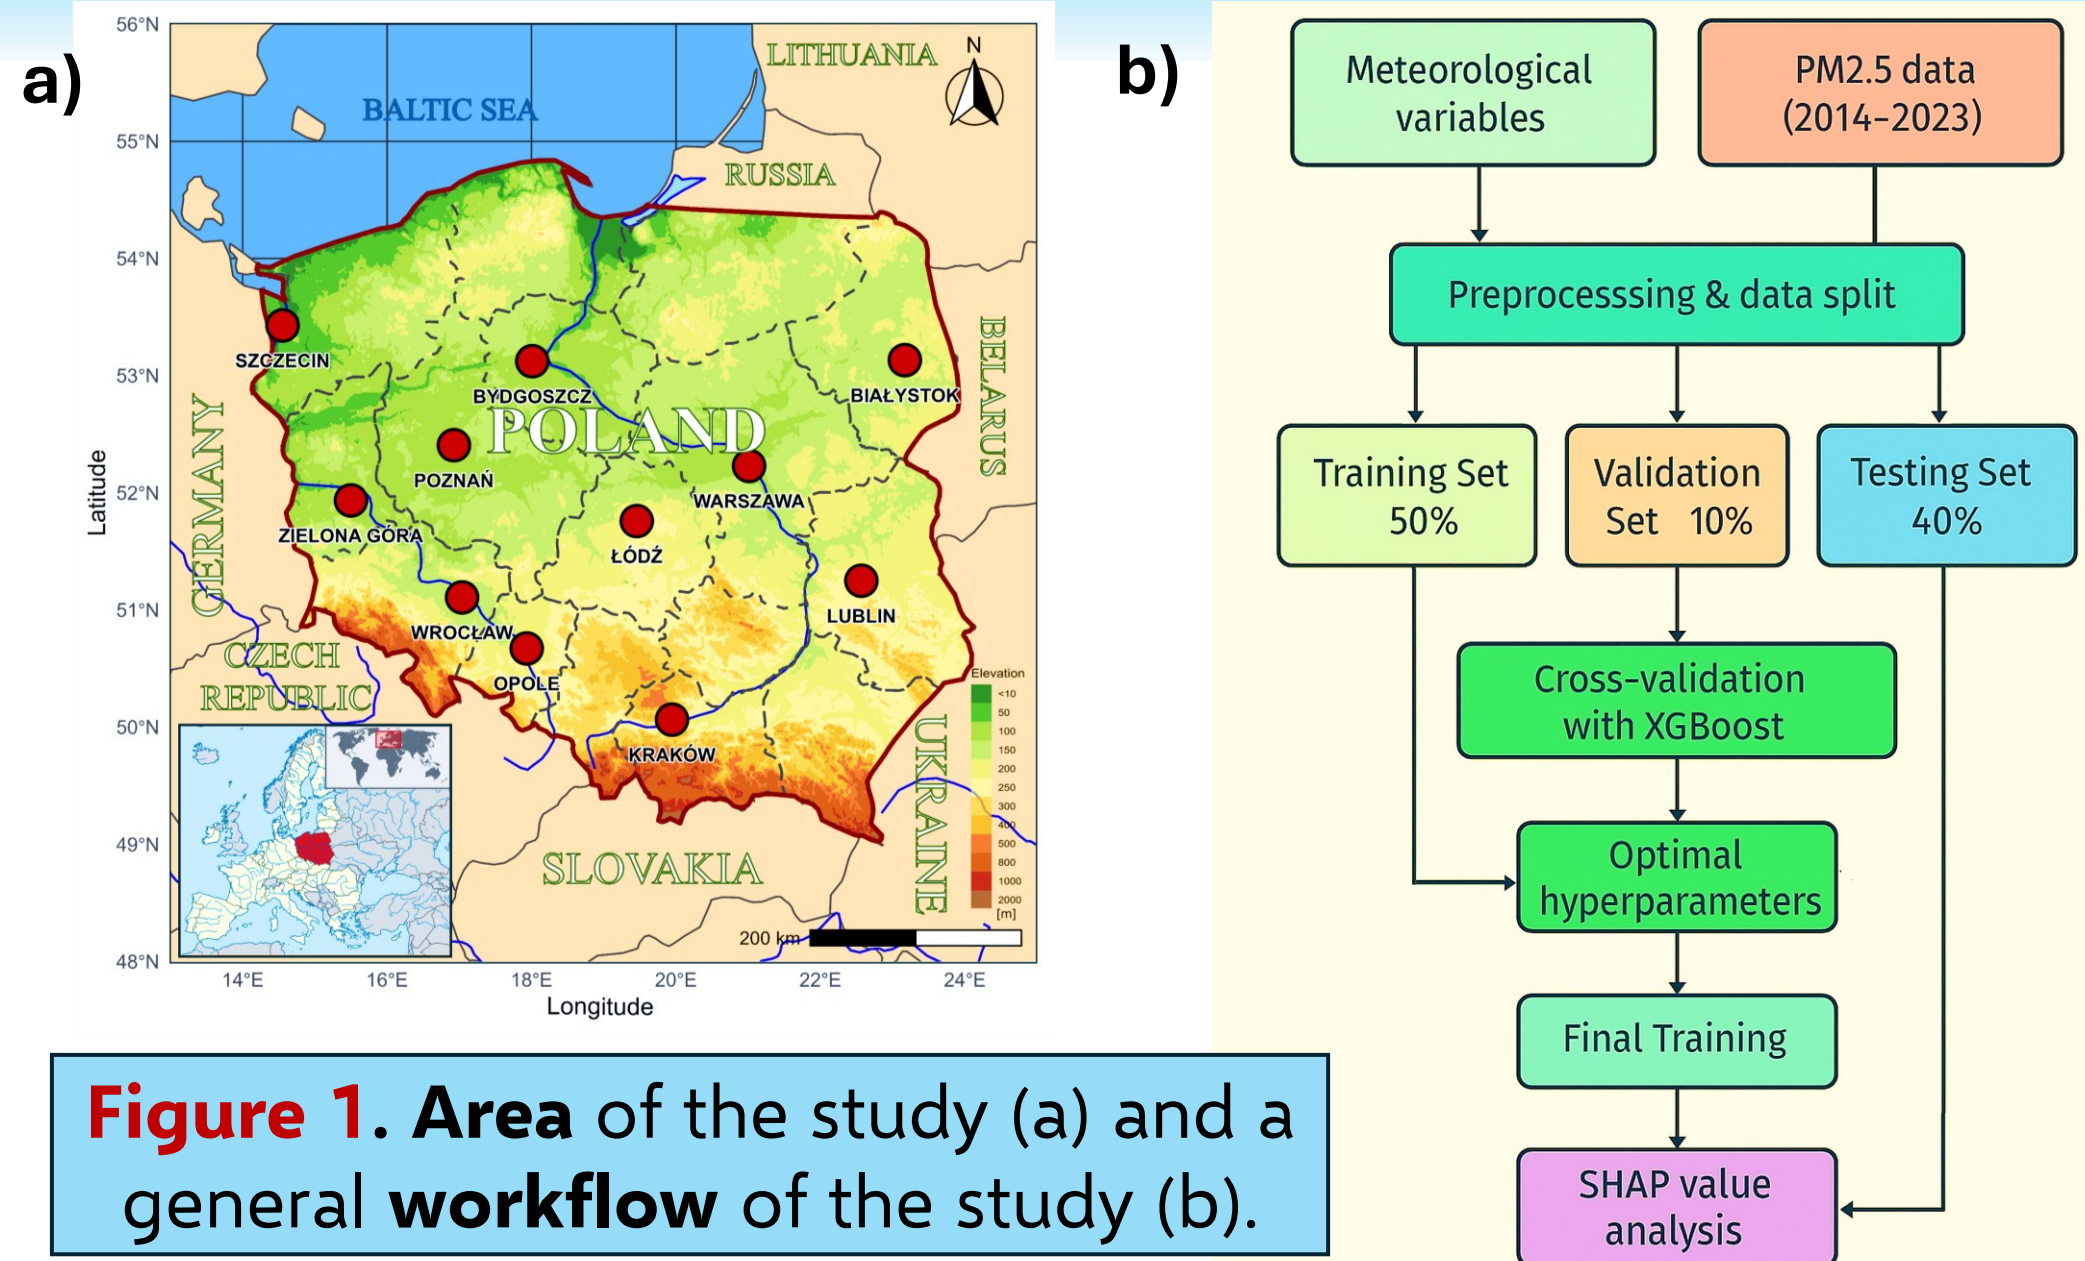 a)
56°N
55°N
54°N
53°N
52°N
51°N
50°N
49°N
48°N
Latitude
14°E
16°E
18°E
20°E
22°E
24°E
Longitude
BALTIC SEA
LITHUANIA
N
RUSSIA
BELARUS
GERMANY
POLAND
SZCZECIN
BYDGOSZCZ
BIAŁYSTOK
POZNAŃ
WARSZAWA
ZIELONA GÓRA
ŁÓDŹ
LUBLIN
WROCŁAW
OPOLE
KRAKÓW
CZECH
REPUBLIC
SLOVAKIA
UKRAINE
Elevation
<10
50
100
150
200
250
300
400
500
800
1000
2000
[m]
200 km
b)
Meteorological
variables
PM2.5 data
(2014-2023)
Preprocesssing & data split
Training Set
50%
Validation
Set 10%
Testing Set
40%
Cross-validation
with XGBoost
Optimal
hyperparameters
Final Training
SHAP value
analysis
Figure 1. Area of the study (a) and a
general workflow of the study (b).